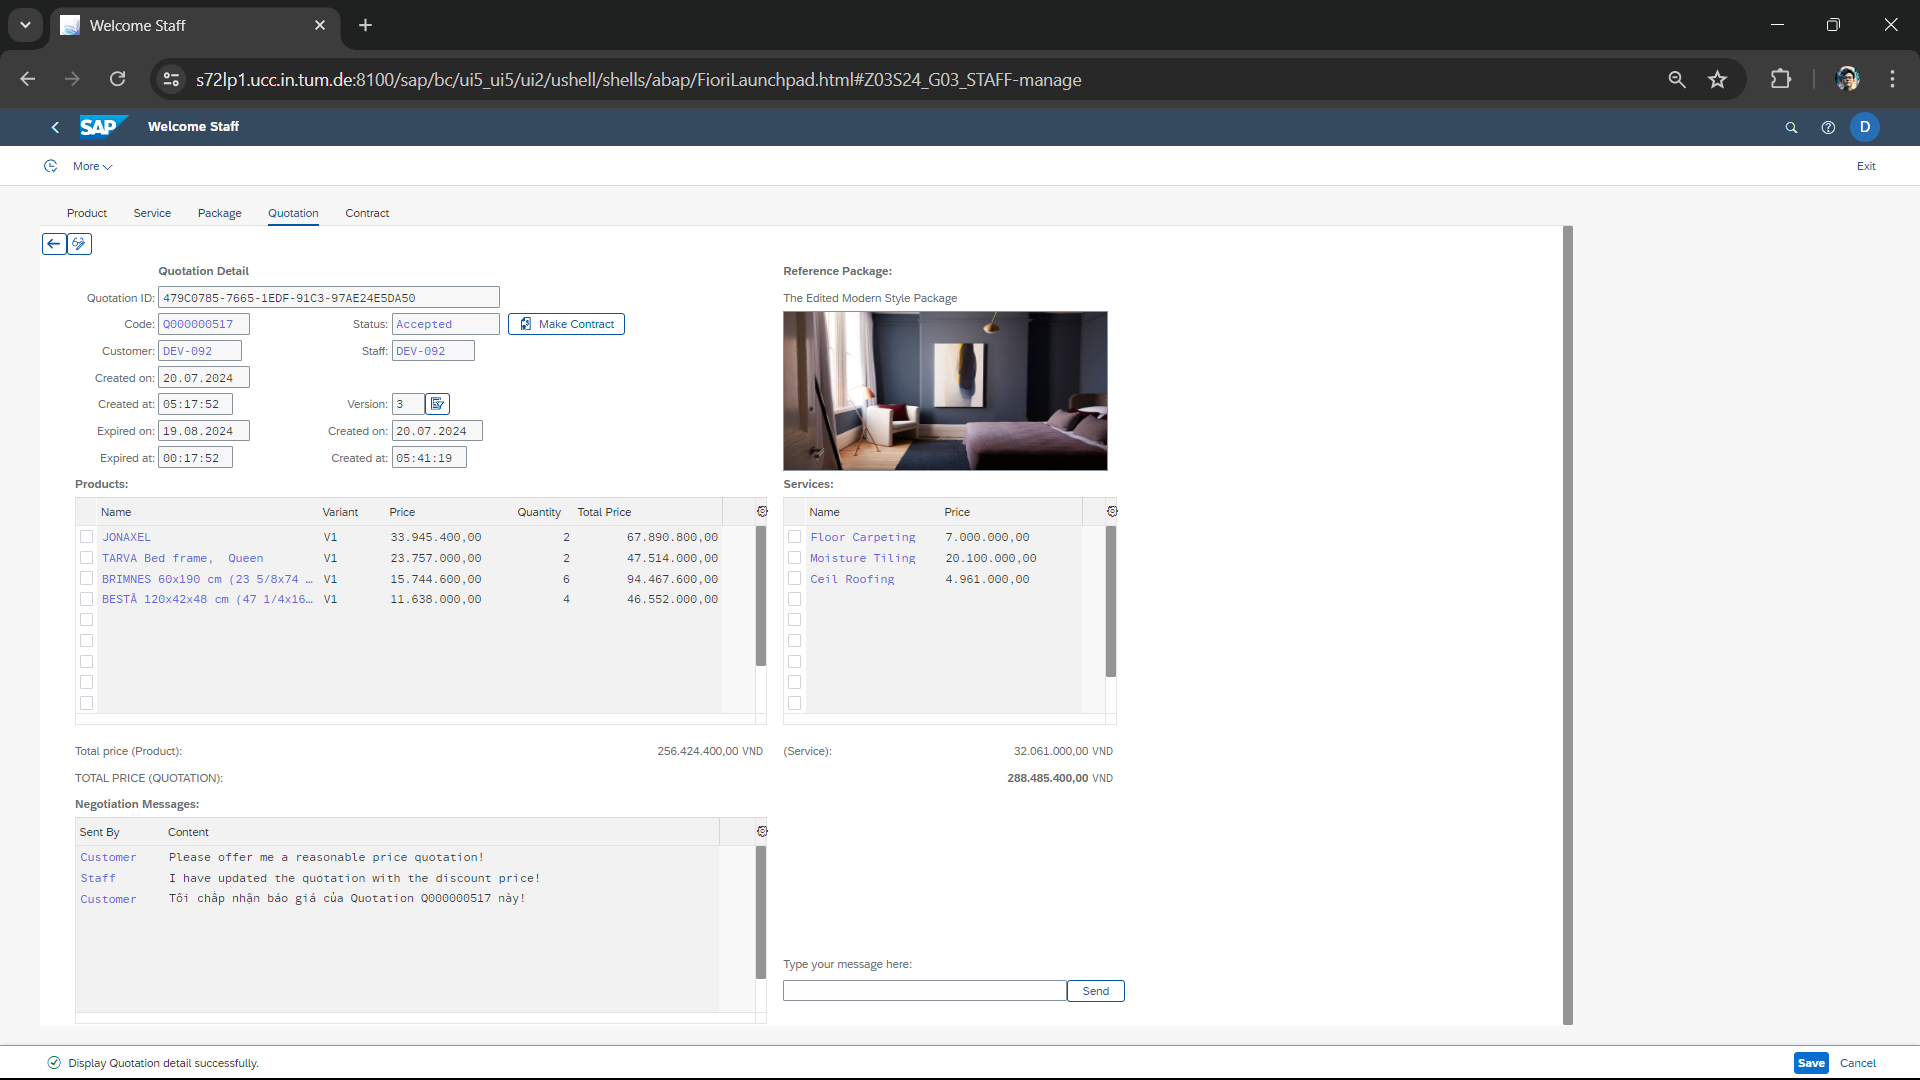 Welcome Staff
s72lp1.ucc.in.tum.de:8100/sap/bc/ui5_ui5/ui2/ushell/shells/abap/FioriLaunchpad.html#Z03S24_G03_STAFF-manage
SAP Welcome Staff D
More Exit
Product Service Package Quotation Contract
Quotation Detail
Quotation ID: 479C0785-7665-1EDF-91C3-97AE24E5DA50
Code: Q000000517 Status: Accepted Make Contract
Customer: DEV-092 Staff: DEV-092
Created on: 20.07.2024
Created at: 05:17:52 Version: 3
Expired on: 19.08.2024 Created on: 20.07.2024
Expired at: 00:17:52 Created at: 05:41:19
Reference Package:
The Edited Modern Style Package
Products:
Name Variant Price Quantity Total Price
JONAXEL V1 33.945.400,00 2 67.890.800,00
TARVA Bed frame, Queen V1 23.757.000,00 2 47.514.000,00
BRIMNES 60x190 cm (23 5/8x74 … V1 15.744.600,00 6 94.467.600,00
BESTÅ 120x42x48 cm (47 1/4x16… V1 11.638.000,00 4 46.552.000,00
Services:
Name Price
Floor Carpeting 7.000.000,00
Moisture Tiling 20.100.000,00
Ceil Roofing 4.961.000,00
Total price (Product): 256.424.400,00 VND (Service): 32.061.000,00 VND
TOTAL PRICE (QUOTATION): 288.485.400,00 VND
Negotiation Messages:
Sent By Content
Customer Please offer me a reasonable price quotation!
Staff I have updated the quotation with the discount price!
Customer Tôi chấp nhận báo giá của Quotation Q000000517 này!
Type your message here:
Send
Display Quotation detail successfully. Save Cancel